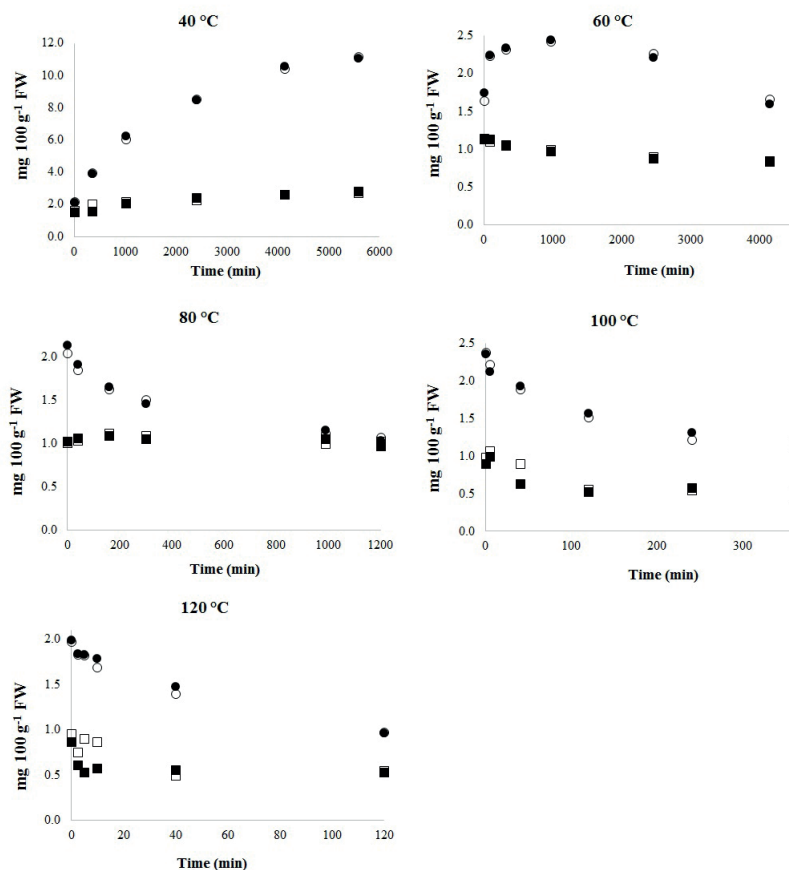 40 °C
mg 100 g-1 FW
12.0
10.0
8.0
6.0
4.0
2.0
0.0
0 1000 2000 3000 4000 5000 6000
Time (min)
60 °C
mg 100 g-1 FW
2.5
2.0
1.5
1.0
0.5
0.0
0 1000 2000 3000 4000
Time (min)
80 °C
mg 100 g-1 FW
2.0
1.5
1.0
0.5
0.0
0 200 400 600 800 1000 1200
Time (min)
100 °C
mg 100 g-1 FW
2.5
2.0
1.5
1.0
0.5
0.0
0 100 200 300
Time (min)
120 °C
mg 100 g-1 FW
2.0
1.5
1.0
0.5
0.0
0 20 40 60 80 100 120
Time (min)